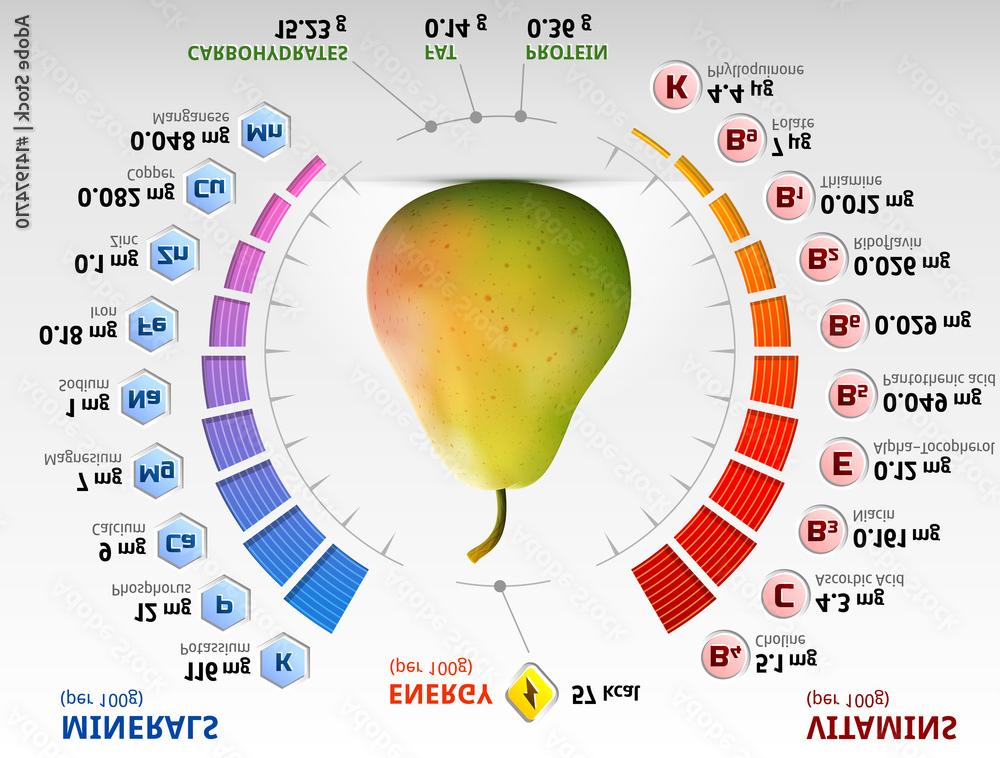 MINERALS
(per 100g)
K
Potassium
116 mg
P
Phosphorus
12 mg
Ca
Calcium
9 mg
Mg
Magnesium
7 mg
Na
Sodium
1 mg
Fe
Iron
0.18 mg
Zn
Zinc
0.1 mg
Cu
Copper
0.082 mg
Mn
Manganese
0.048 mg
ENERGY
(per 100g)
57 kcal
VITAMINS
(per 100g)
B4
Choline
5.1 mg
C
Ascorbic Acid
4.3 mg
B3
Niacin
0.161 mg
E
Alpha-Tocopherol
0.12 mg
B5
Pantothenic acid
0.049 mg
B6
0.029 mg
B2
Riboflavin
0.026 mg
B1
Thiamine
0.012 mg
B9
Folate
7 µg
K
Phylloquinone
4.4 µg
CARBOHYDRATES
15.23 g
FAT
0.14 g
PROTEIN
0.36 g
Adobe Stock | #141974710